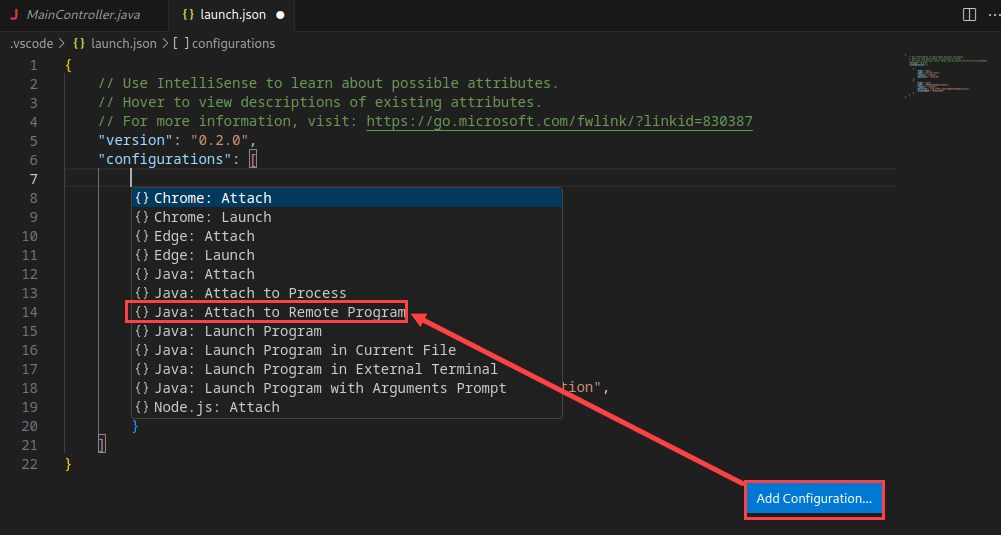 MainController.java
launch.json
.vscode > launch.json > [ ] configurations
1 {
2 // Use IntelliSense to learn about possible attributes.
3 // Hover to view descriptions of existing attributes.
4 // For more information, visit: https://go.microsoft.com/fwlink/?linkid=830387
5 "version": "0.2.0",
6 "configurations": [
7
8 {} Chrome: Attach
9 {} Chrome: Launch
10 {} Edge: Attach
11 {} Edge: Launch
12 {} Java: Attach
13 {} Java: Attach to Process
14 {} Java: Attach to Remote Program
15 {} Java: Launch Program
16 {} Java: Launch Program in Current File
17 {} Java: Launch Program in External Terminal
18 {} Java: Launch Program with Arguments Prompt tion",
19 {} Node.js: Attach
20 }
21 ]
22 }
Add Configuration...